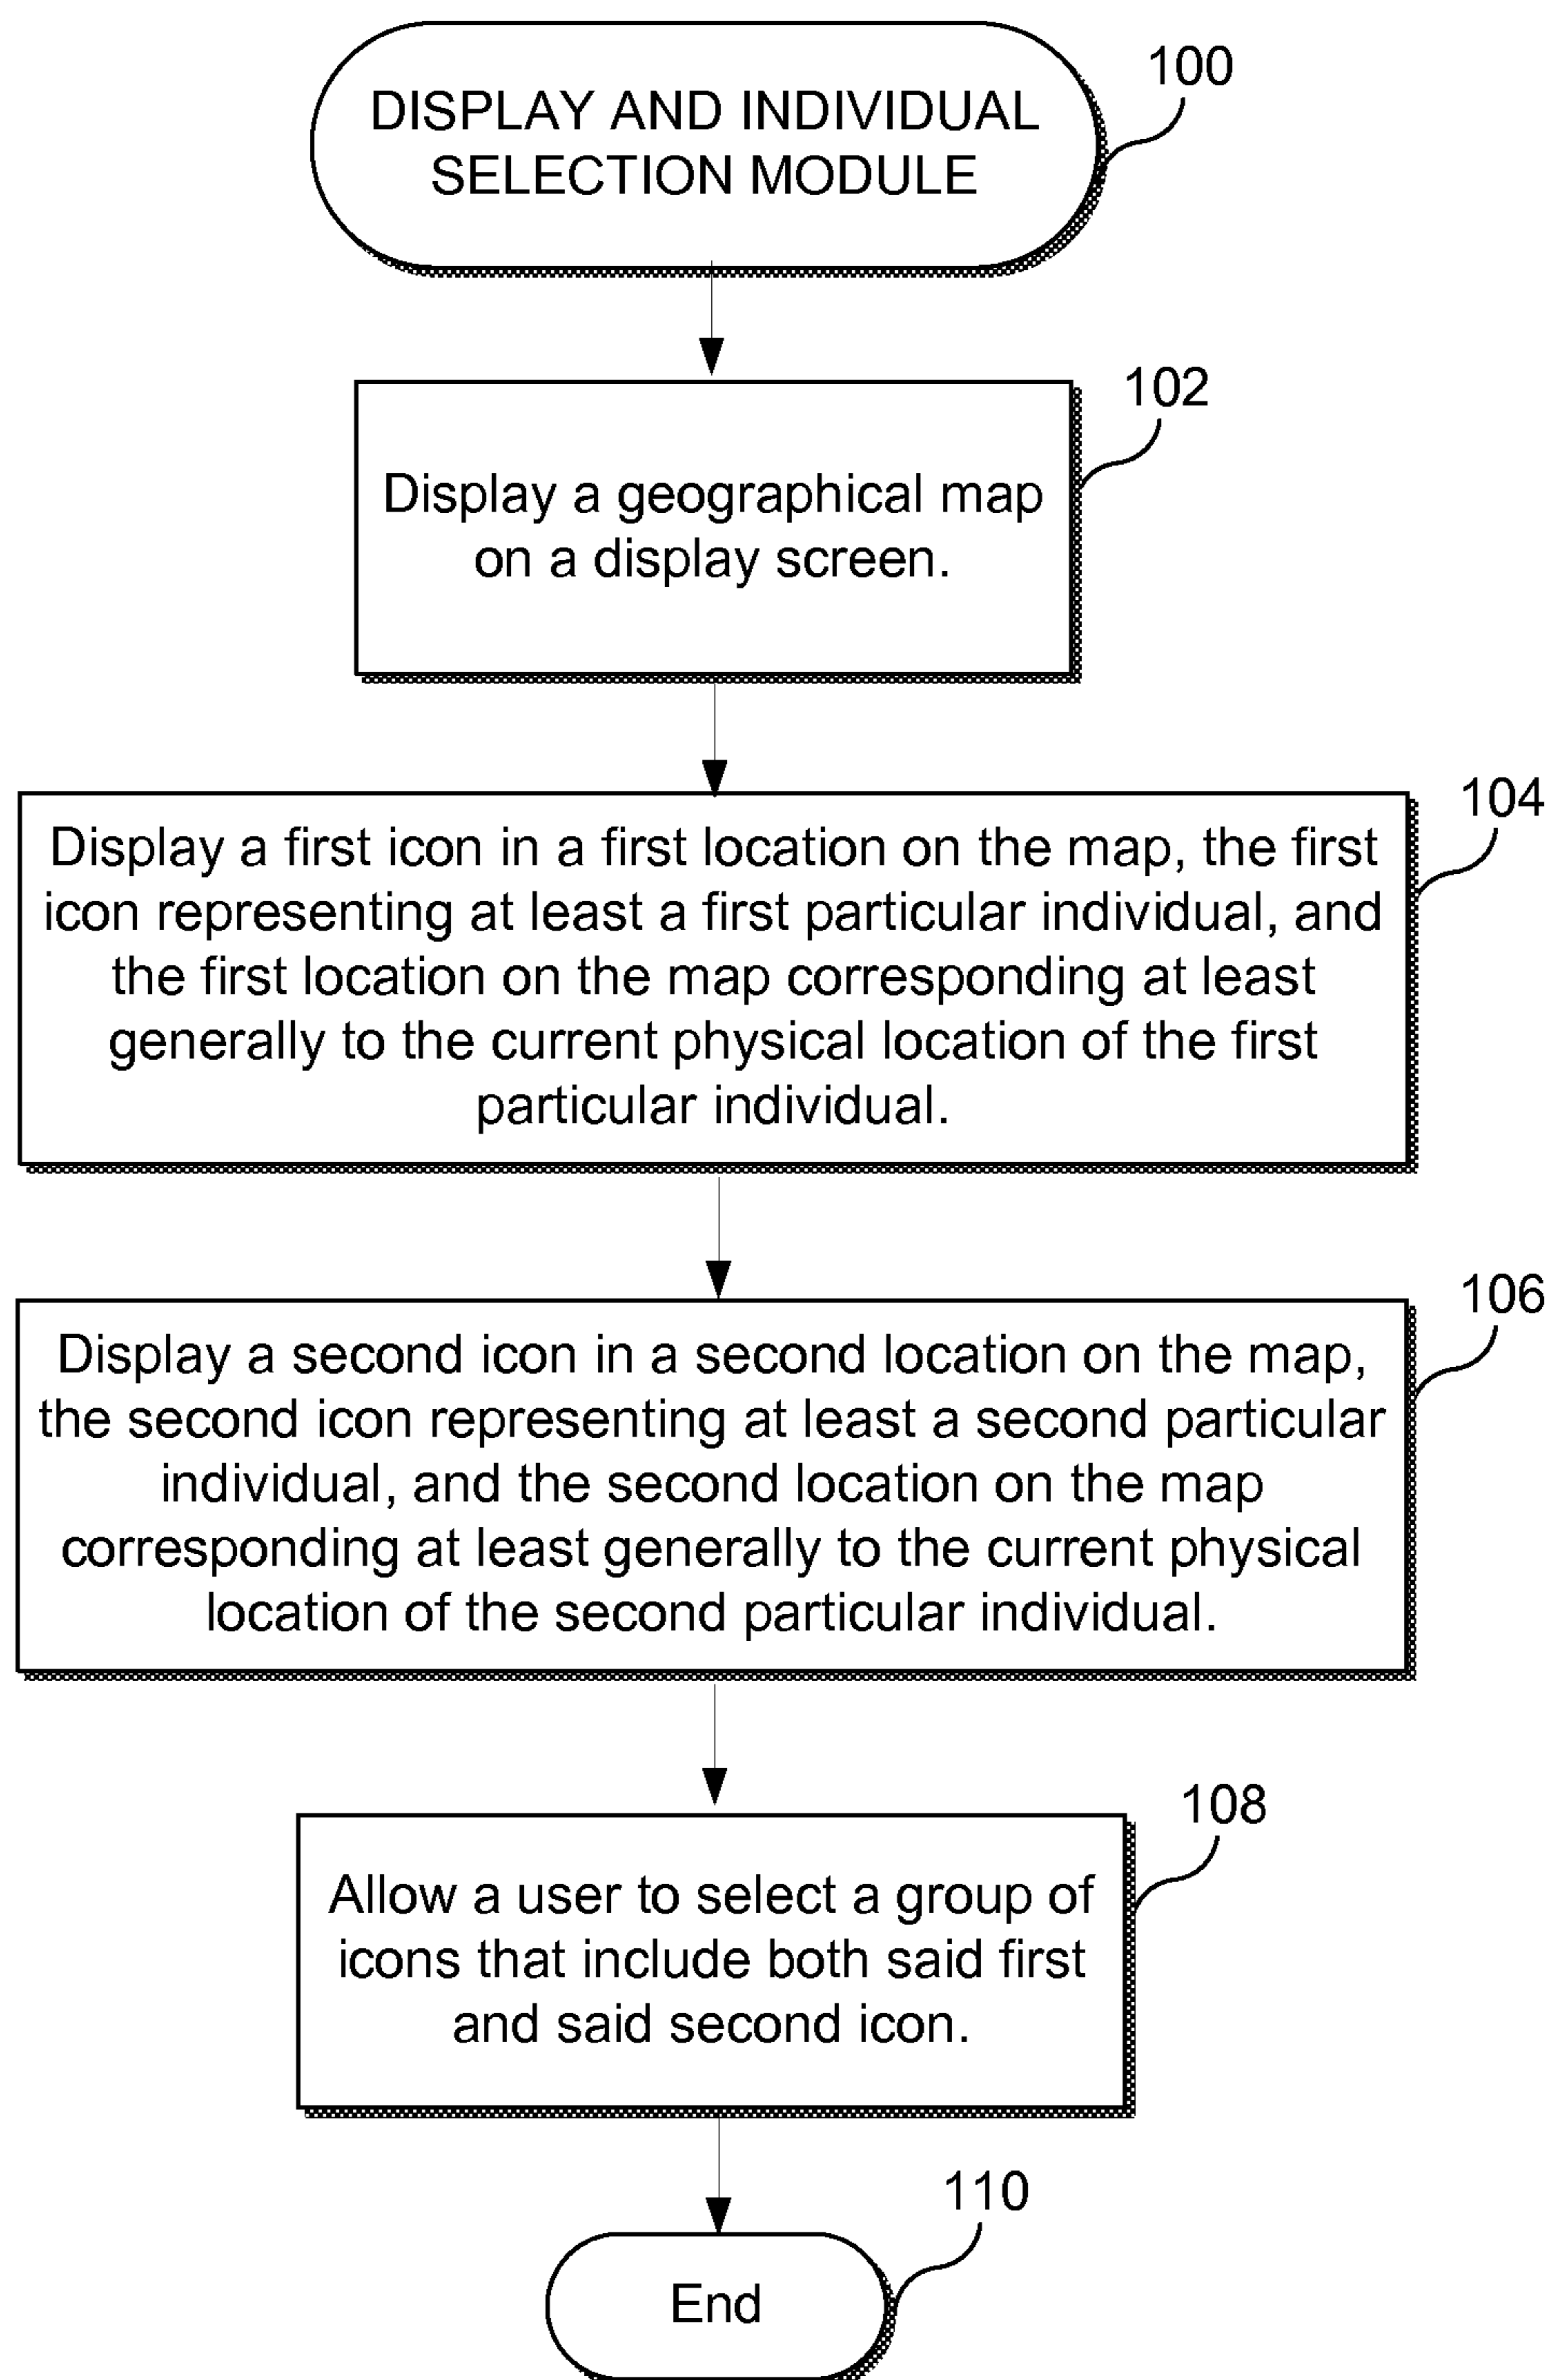 DISPLAY AND INDIVIDUAL
SELECTION MODULE
100
102
Display a geographical map
on a display screen.
104
Display a first icon in a first location on the map, the first
icon representing at least a first particular individual, and
the first location on the map corresponding at least
generally to the current physical location of the first
particular individual.
106
Display a second icon in a second location on the map,
the second icon representing at least a second particular
individual, and the second location on the map
corresponding at least generally to the current physical
location of the second particular individual.
108
Allow a user to select a group of
icons that include both said first
and said second icon.
110
End